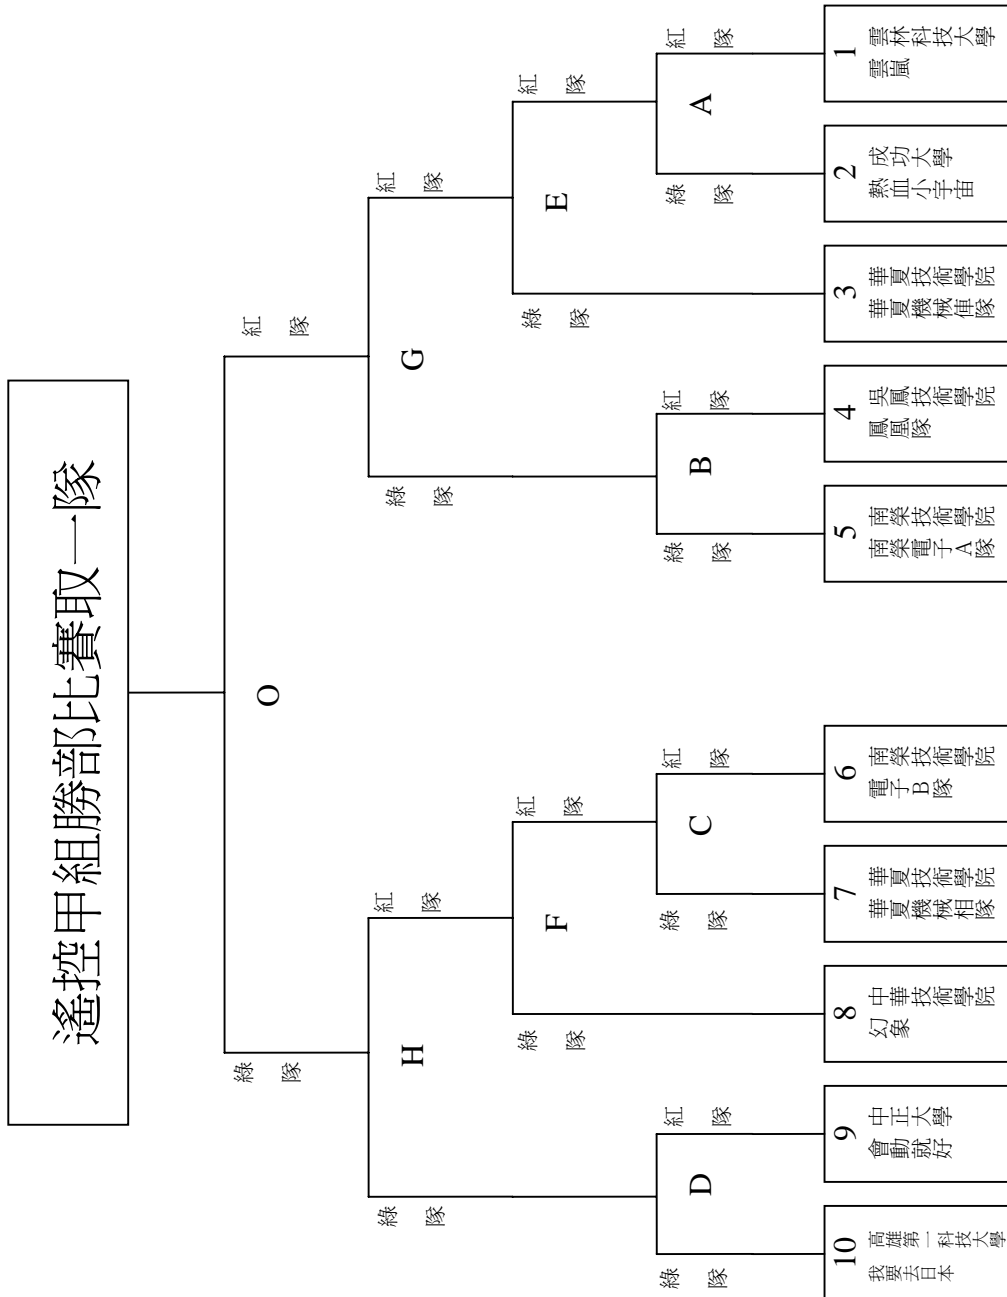 遙控甲組勝部比賽取一隊
綠隊
紅隊
O
綠隊
紅隊
綠隊
紅隊
H
G
綠隊
紅隊
綠隊
紅隊
F
E
綠隊
紅隊
綠隊
紅隊
綠隊
紅隊
綠隊
紅隊
D
C
B
A
10
高雄第一科技大學
我要去日本
9
中正大學
會動就好
8
中華技術學院
幻象
7
華夏技術學院
華夏機械相隊
6
南榮技術學院
電子B隊
5
南榮技術學院
南榮電子A隊
4
吳鳳技術學院
鳳凰隊
3
華夏技術學院
華夏機械俥隊
2
成功大學
熱血小宇宙
1
雲林科技大學
雲嵐